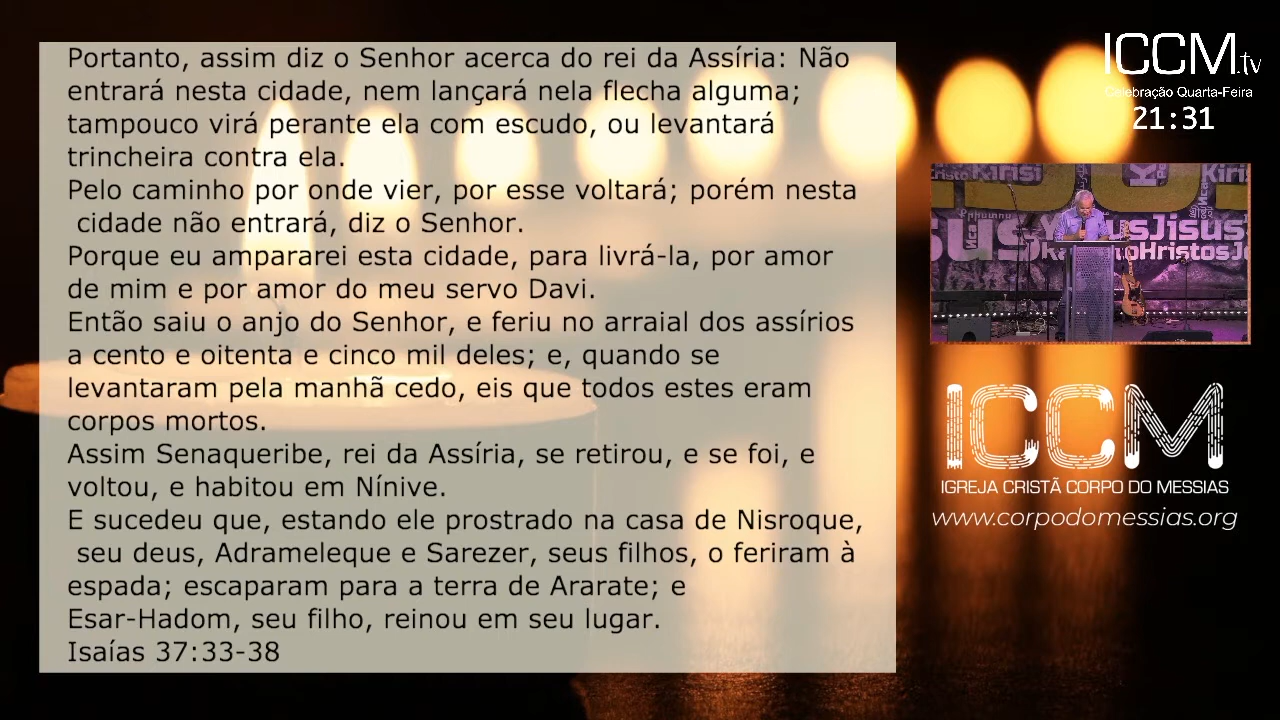 Portanto, assim diz o Senhor acerca do rei da Assíria: Não
entrará nesta cidade, nem lançará nela flecha alguma;
tampouco virá perante ela com escudo, ou levantará
trincheira contra ela.
Pelo caminho por onde vier, por esse voltará; porém nesta
cidade não entrará, diz o Senhor.
Porque eu ampararei esta cidade, para livrá-la, por amor
de mim e por amor do meu servo Davi.
Então saiu o anjo do Senhor, e feriu no arraial dos assírios
a cento e oitenta e cinco mil deles; e, quando se
levantaram pela manhã cedo, eis que todos estes eram
corpos mortos.
Assim Senaqueribe, rei da Assíria, se retirou, e se foi, e
voltou, e habitou em Nínive.
E sucedeu que, estando ele prostrado na casa de Nisroque,
seu deus, Adrameleque e Sarezer, seus filhos, o feriram à
espada; escaparam para a terra de Ararate; e
Esar-Hadom, seu filho, reinou em seu lugar.
Isaías 37:33-38
ICCM.tv
Celebração Quarta-Feira
21:31
Kirisi
sus
Jisus
HristosJ
ICCM
IGREJA CRISTÃ CORPO DO MESSIAS
www.corpodomessias.org